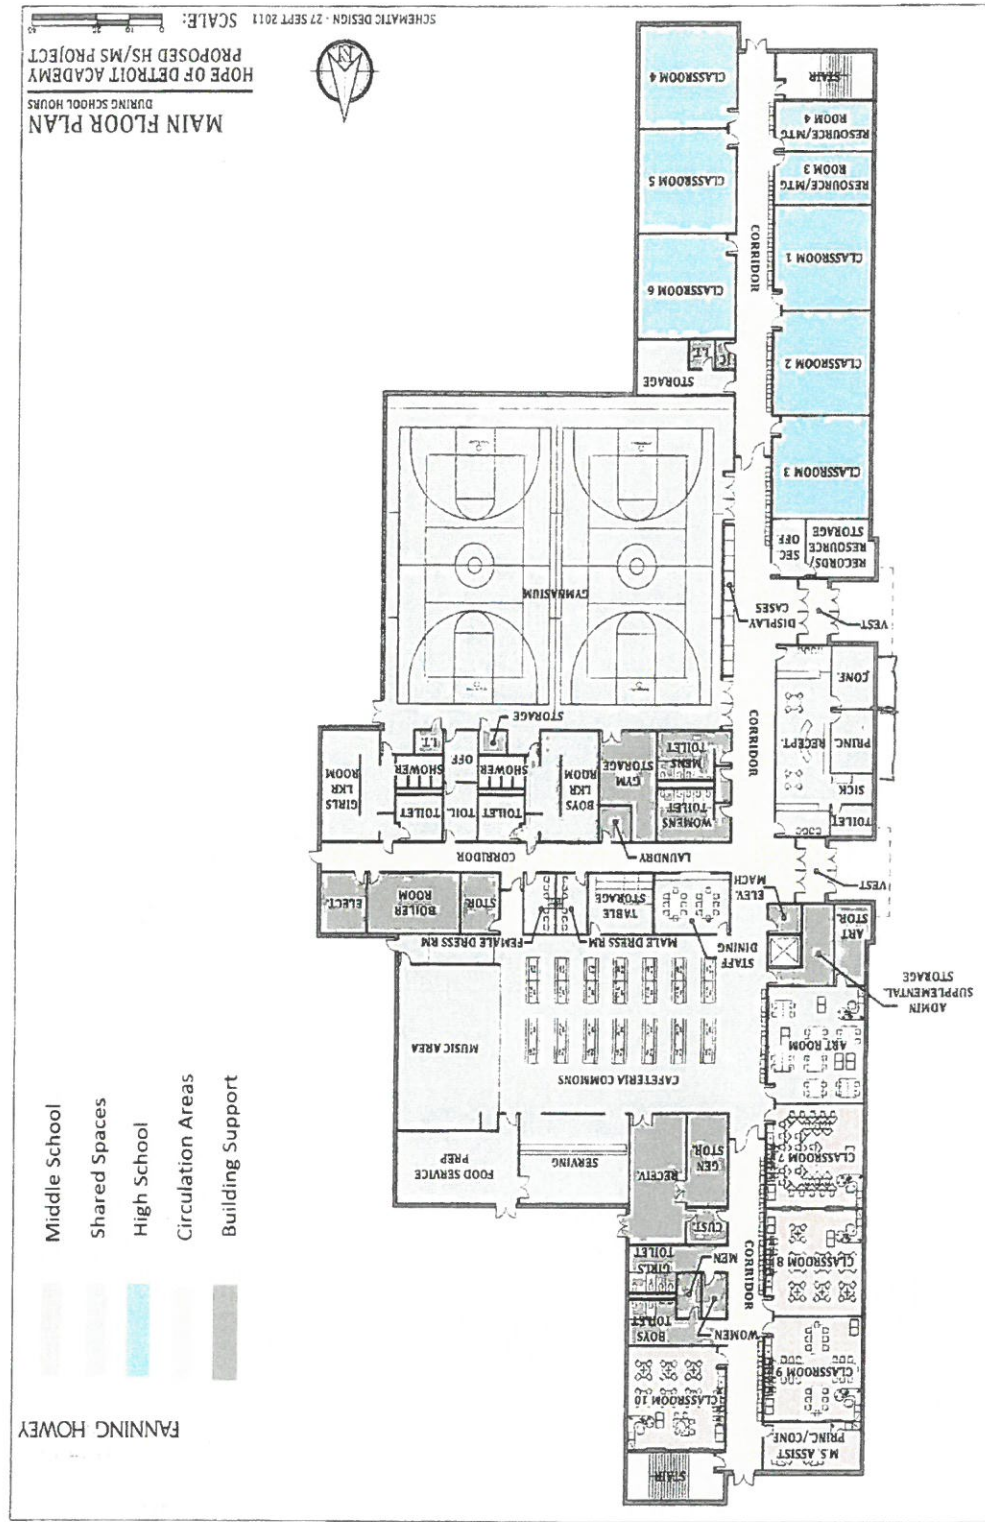 MAIN FLOOR PLAN
DURING SCHOOL HOURS
HOPE OF DETROIT ACADEMY
PROPOSED HS/MS PROJECT
SCALE:
SCHEMATIC DESIGN - 27 SEPT 2011
N
FANNING HOWEY
Middle School
Shared Spaces
High School
Circulation Areas
Building Support
STAIR
M.S. ASSIST
PRINC./CONF
CLASSROOM 10
CLASSROOM 9
BOYS
TOILET
WOMEN
MEN
GIRLS
TOILET
CLASSROOM 8
CORRIDOR
CUST.
RECEIV.
GEN
STOR.
CLASSROOM 7
FOOD SERVICE
PREP
SERVING
CAFETERIA COMMONS
MUSIC AREA
ART ROOM
ADMIN
SUPPLEMENTAL
STORAGE
ART
STOR.
ELEV.
MACH
STAFF
DINING
TABLE
STORAGE
MALE DRESS RM
FEMALE DRESS RM
STOR.
BOILER
ROOM
ELECT.
VEST
LAUNDRY
CORRIDOR
TOILET
SICK
PRINC.
CONF.
RECEPT.
WOMENS
TOILET
MENS
TOILET
GYM
STORAGE
BOYS
LKR
ROOM
TOILET
TOIL.
TOILET
SHOWER
OFF
SHOWER
GIRLS
LKR
ROOM
I.T.
STORAGE
CORRIDOR
VEST
DISPLAY
CASES
GYMNASIUM
RECORDS/
RESOURCE
STORAGE
SEC
OFF
CLASSROOM 3
CLASSROOM 2
CLASSROOM 1
STORAGE
I.T.
JC
CLASSROOM 6
CORRIDOR
CLASSROOM 5
RESOURCE/MTG
ROOM 3
RESOURCE/MTG
ROOM 4
CLASSROOM 4
STAIR